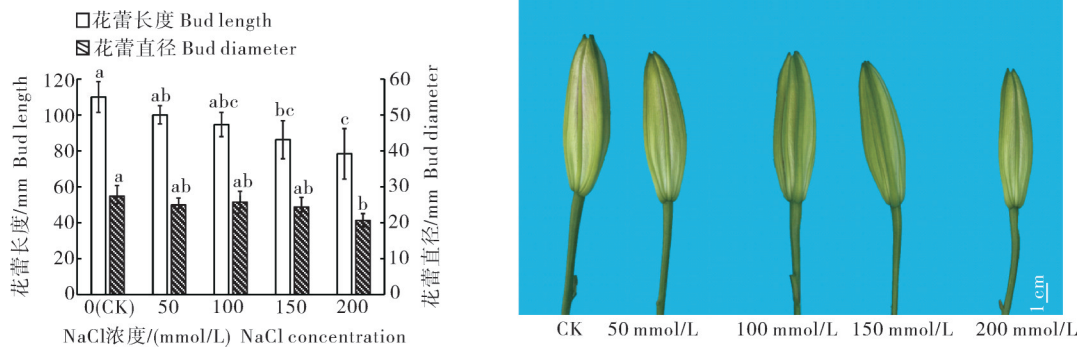 花蕾长度 Bud length
花蕾直径 Bud diameter
花蕾长度/mm Bud length
120
100
80
60
40
20
0
a
ab
abc
bc
c
a
ab
ab
ab
b
60
50
40
30
20
10
0
花蕾直径/mm Bud diameter
0(CK) 50 100 150 200
NaCl浓度/(mmol/L) NaCl concentration
1 cm
CK 50 mmol/L 100 mmol/L 150 mmol/L 200 mmol/L